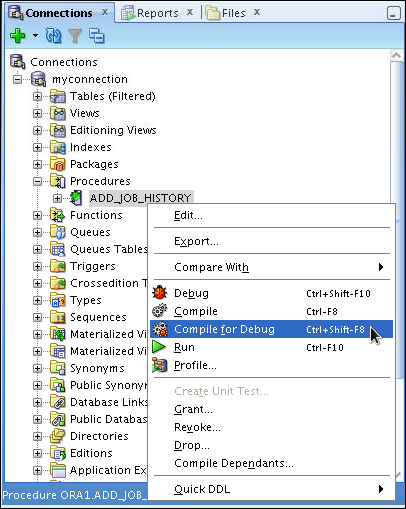 Connections x Reports x Files x
Connections
myconnection
Tables (Filtered)
Views
Editioning Views
Indexes
Packages
Procedures
ADD_JOB_HISTORY
Functions
Queues
Queues Tables
Triggers
Crossedition T
Types
Sequences
Materialized Vi
Materialized Vi
Synonyms
Public Synonym
Database Links
Public Database
Directories
Editions
Application Ex
Procedure ORA1.ADD_JOB_
Edit...
Export...
Compare With
Debug Ctrl+Shift-F10
Compile Ctrl-F8
Compile for Debug Ctrl+Shift-F8
Run Ctrl-F10
Profile...
Create Unit Test...
Grant...
Revoke...
Drop...
Compile Dependants...
Quick DDL